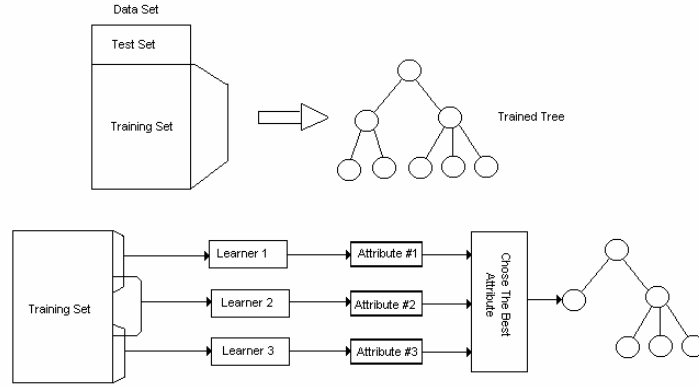 Data Set
Test Set
Training Set
Trained Tree
Training Set
Learner 1
Attribute #1
Learner 2
Attribute #2
Learner 3
Attribute #3
Chose The Best
Attribute